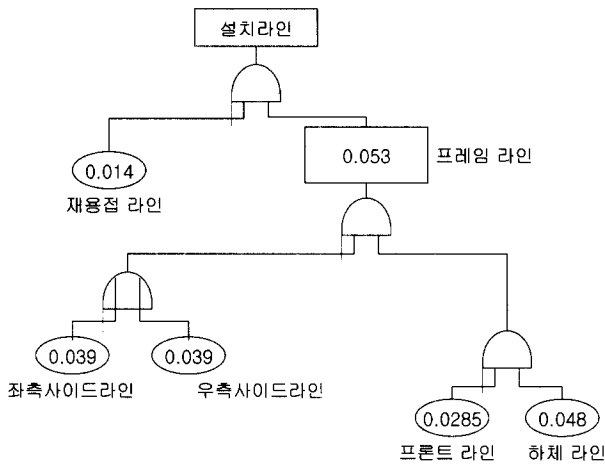 설치라인
0.014
재용접 라인
0.053
프레임 라인
0.039
좌측사이드라인
0.039
우측사이드라인
0.0285
프론트 라인
0.048
하체 라인